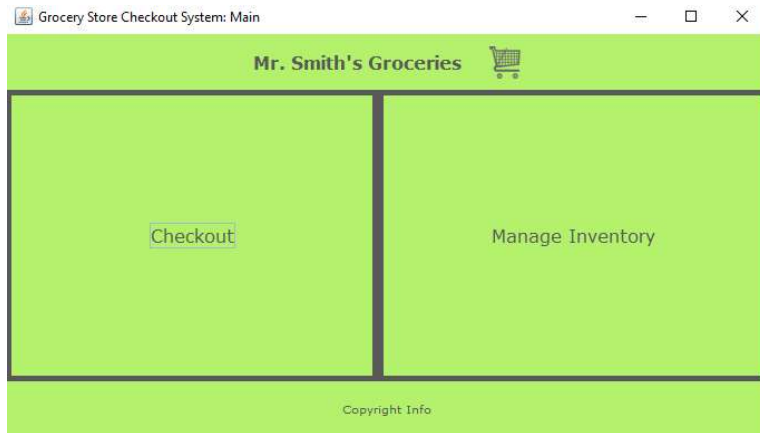 Grocery Store Checkout System: Main
Mr. Smith's Groceries
Checkout
Manage Inventory
Copyright Info